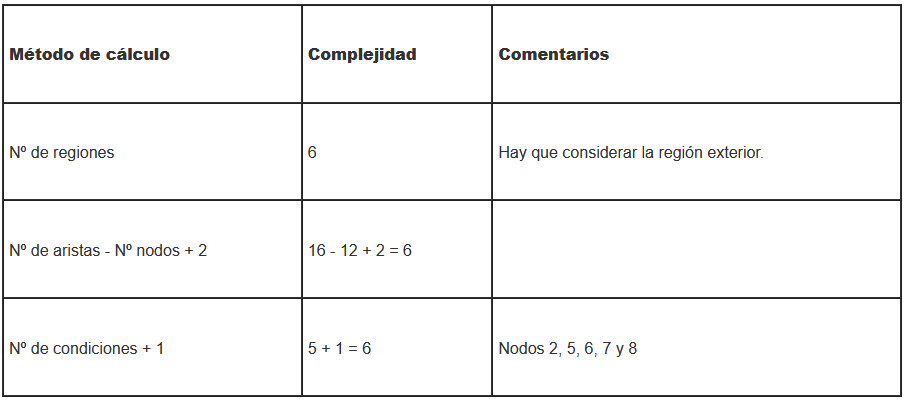 Método de cálculo Complejidad Comentarios
Nº de regiones 6 Hay que considerar la región exterior.
Nº de aristas - Nº nodos + 2 16 - 12 + 2 = 6
Nº de condiciones + 1 5 + 1 = 6 Nodos 2, 5, 6, 7 y 8